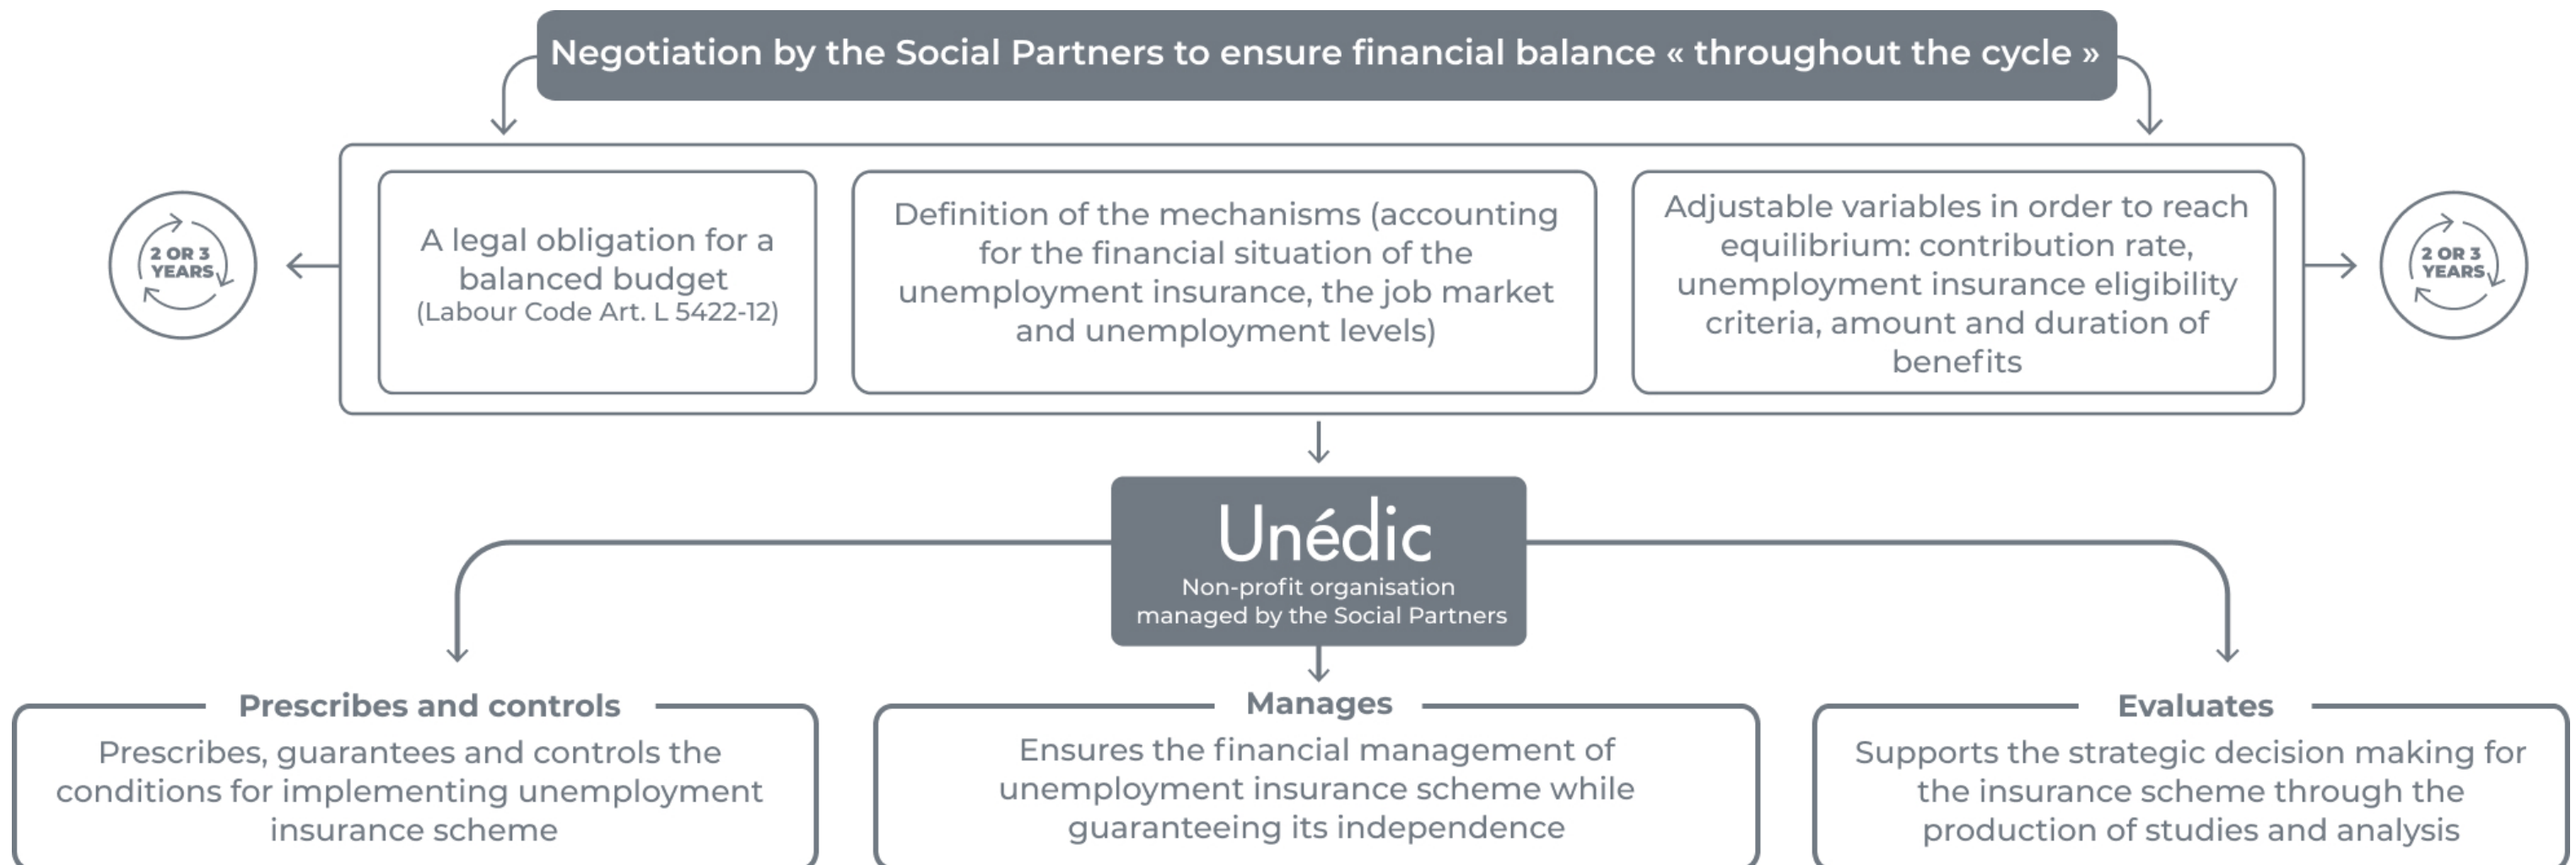 Negotiation by the Social Partners to ensure financial balance « throughout the cycle »
2 OR 3
YEARS
A legal obligation for a
balanced budget
(Labour Code Art. L 5422-12)
Definition of the mechanisms (accounting
for the financial situation of the
unemployment insurance, the job market
and unemployment levels)
Adjustable variables in order to reach
equilibrium: contribution rate,
unemployment insurance eligibility
criteria, amount and duration of
benefits
2 OR 3
YEARS
Unédic
Non-profit organisation
managed by the Social Partners
Prescribes and controls
Prescribes, guarantees and controls the
conditions for implementing unemployment
insurance scheme
Manages
Ensures the financial management of
unemployment insurance scheme while
guaranteeing its independence
Evaluates
Supports the strategic decision making for
the insurance scheme through the
production of studies and analysis